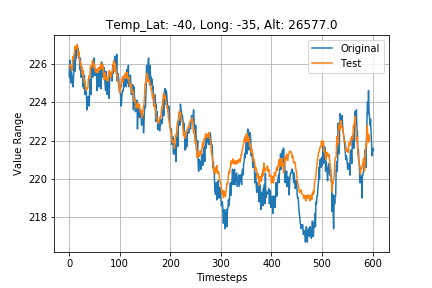 Temp_Lat: -40, Long: -35, Alt: 26577.0
Original
Test
Value Range
226
224
222
220
218
0 100 200 300 400 500 600
Timesteps